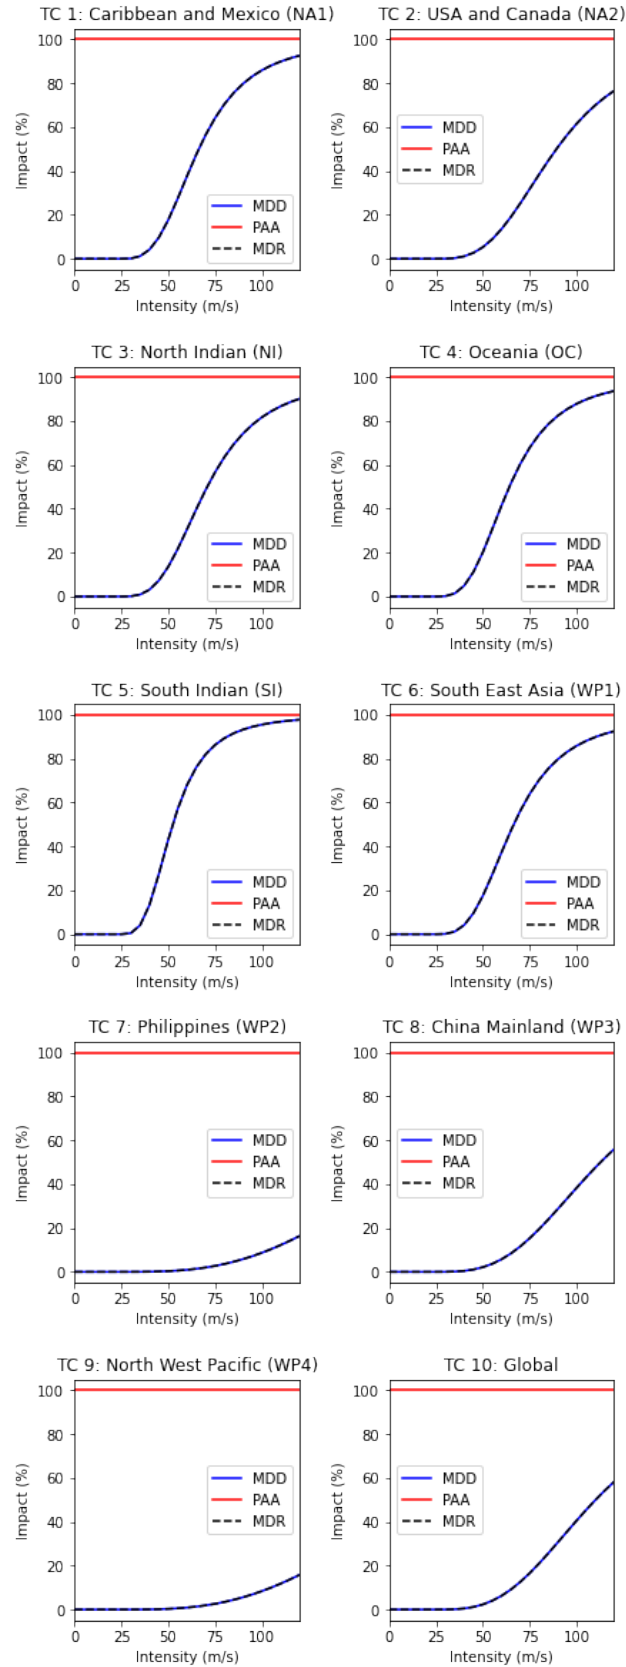 TC 1: Caribbean and Mexico (NA1)
100
80
60
40
20
0
Impact (%)
MDD
PAA
MDR
0 25 50 75 100
Intensity (m/s)
TC 2: USA and Canada (NA2)
100
80
60
40
20
0
Impact (%)
MDD
PAA
MDR
0 25 50 75 100
Intensity (m/s)
TC 3: North Indian (NI)
100
80
60
40
20
0
Impact (%)
MDD
PAA
MDR
0 25 50 75 100
Intensity (m/s)
TC 4: Oceania (OC)
100
80
60
40
20
0
Impact (%)
MDD
PAA
MDR
0 25 50 75 100
Intensity (m/s)
TC 5: South Indian (SI)
100
80
60
40
20
0
Impact (%)
MDD
PAA
MDR
0 25 50 75 100
Intensity (m/s)
TC 6: South East Asia (WP1)
100
80
60
40
20
0
Impact (%)
MDD
PAA
MDR
0 25 50 75 100
Intensity (m/s)
TC 7: Philippines (WP2)
100
80
60
40
20
0
Impact (%)
MDD
PAA
MDR
0 25 50 75 100
Intensity (m/s)
TC 8: China Mainland (WP3)
100
80
60
40
20
0
Impact (%)
MDD
PAA
MDR
0 25 50 75 100
Intensity (m/s)
TC 9: North West Pacific (WP4)
100
80
60
40
20
0
Impact (%)
MDD
PAA
MDR
0 25 50 75 100
Intensity (m/s)
TC 10: Global
100
80
60
40
20
0
Impact (%)
MDD
PAA
MDR
0 25 50 75 100
Intensity (m/s)